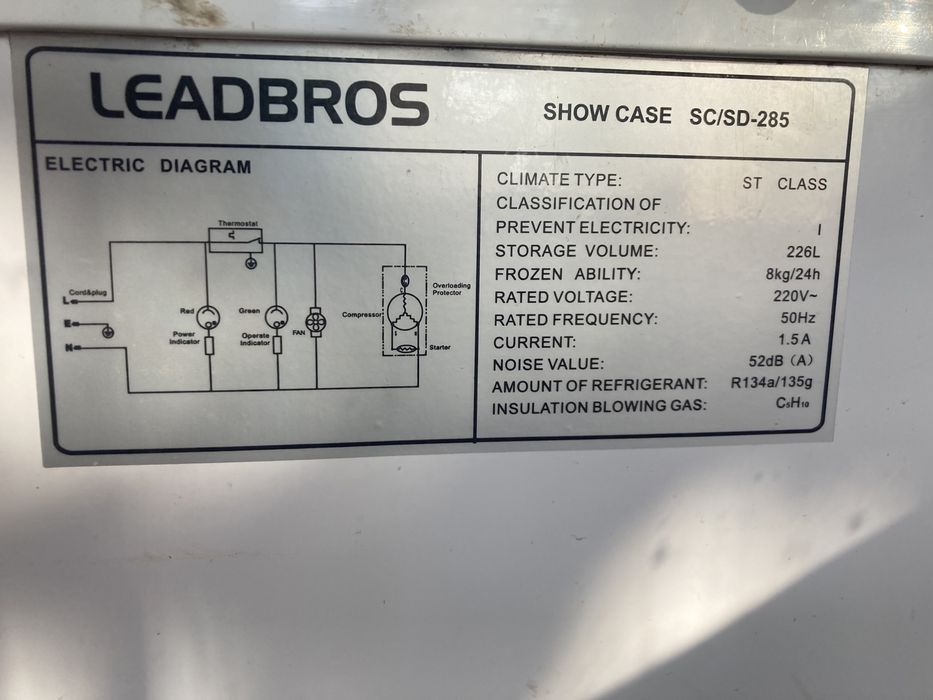 LEADBROS
SHOW CASE SC/SD-285
ELECTRIC DIAGRAM
Thermostat
Cord&plug
L
E
N
Red
Power
Indicator
Green
Operate
Indicator
FAN
Compressor
C
Overloading
Protector
Starter
CLIMATE TYPE: ST CLASS
CLASSIFICATION OF
PREVENT ELECTRICITY: I
STORAGE VOLUME: 226L
FROZEN ABILITY: 8kg/24h
RATED VOLTAGE: 220V~
RATED FREQUENCY: 50Hz
CURRENT: 1.5A
NOISE VALUE: 52dB (A)
AMOUNT OF REFRIGERANT: R134a/135g
INSULATION BLOWING GAS: C₅H₁₀